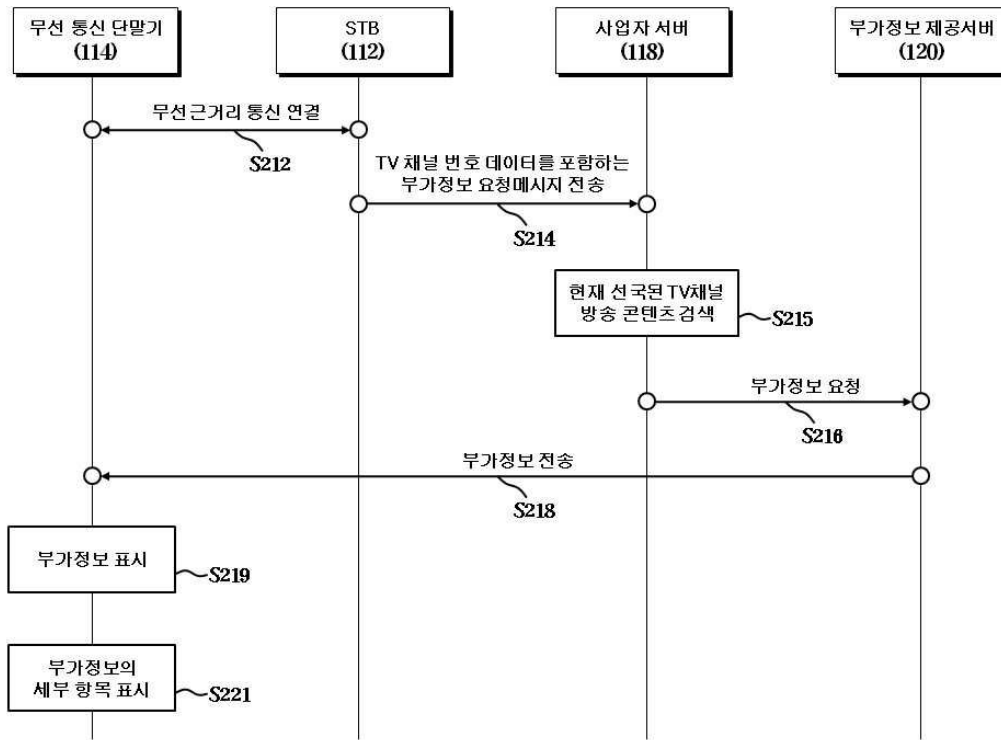 무선 통신 단말기
(114)
STB
(112)
사업자 서버
(118)
부가정보 제공서버
(120)
무선 근거리 통신 연결
S212
TV 채널 번호 데이터를 포함하는
부가정보 요청메시지 전송
S214
현재 선국된 TV채널
방송 콘텐츠 검색
S215
부가정보 요청
S216
부가정보 전송
S218
부가정보 표시
S219
부가정보의
세부 항목 표시
S221